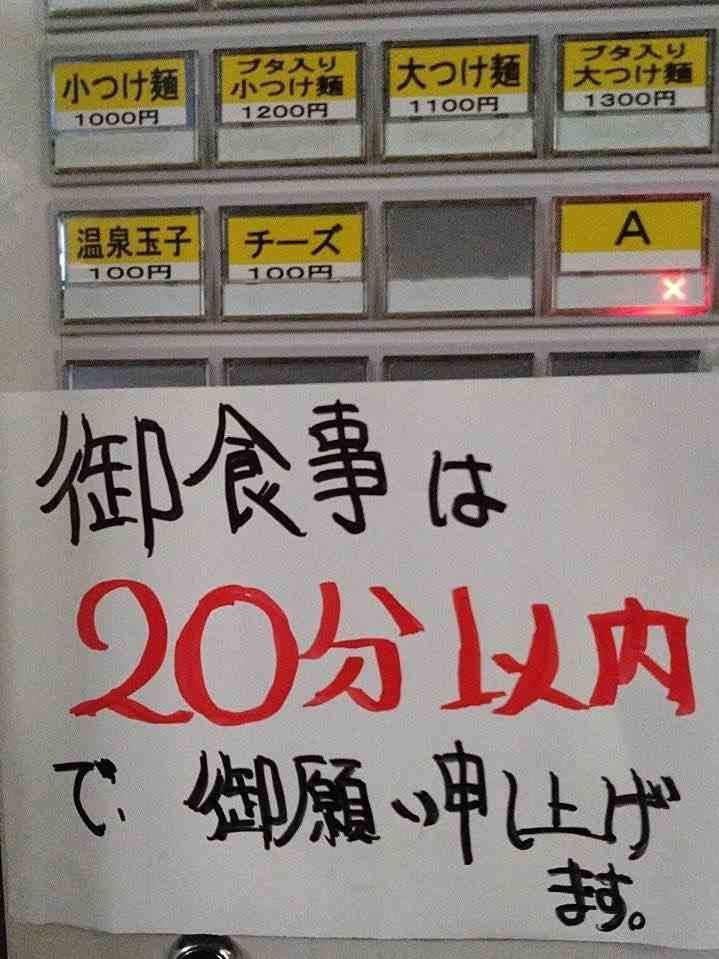 小つけ麺
1000円
ブタ入り
小つけ麺
1200円
大つけ麺
1100円
ブタ入り
大つけ麺
1300円
温泉玉子
100円
チーズ
100円
A
×
御食事は
20分以内
で御願い申し上げ
ます。